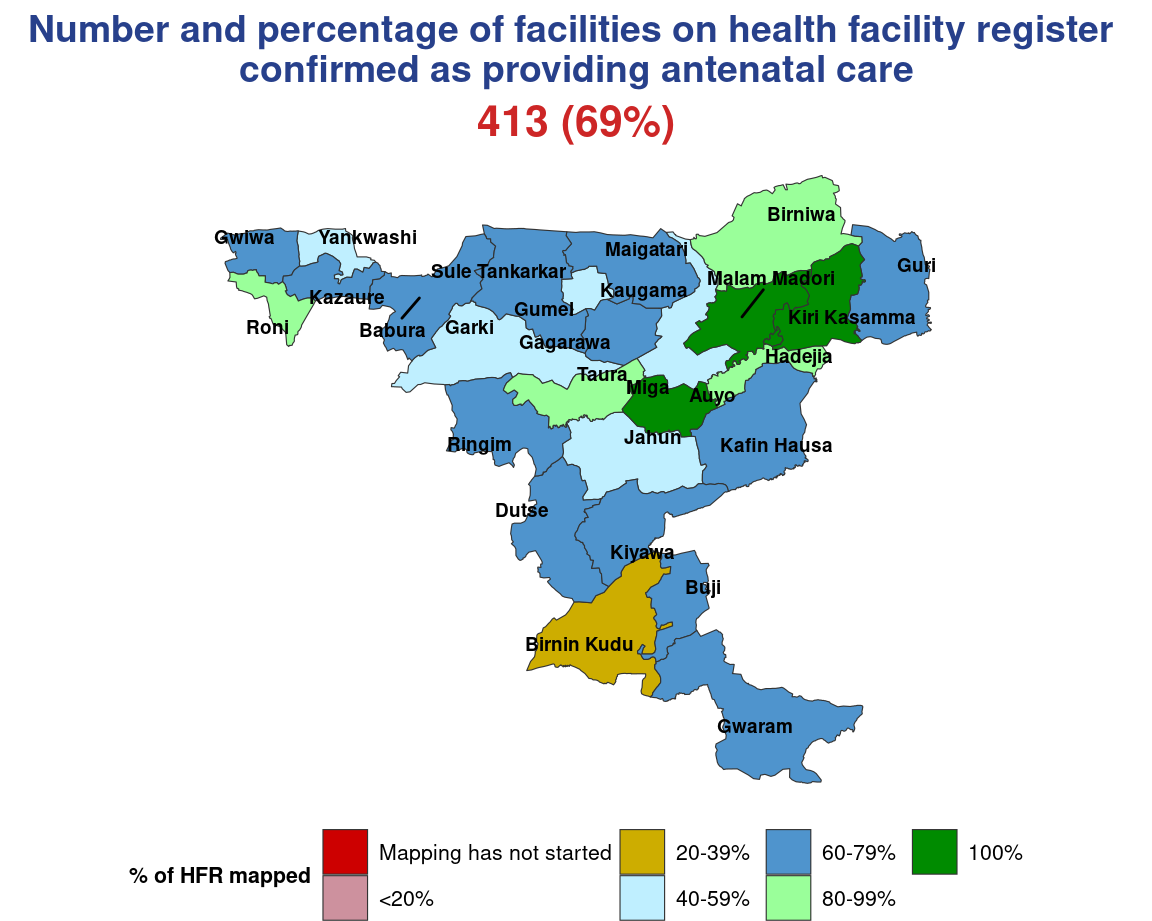 Number and percentage of facilities on health facility register
confirmed as providing antenatal care
413 (69%)
Birniwa
Gwiwa
Yankwashi
Maigatari
Guri
Sule Tankarkar
Malam Madori
Kaugama
Kazaure
Gumel
Kiri Kasamma
Roni
Babura
Garki
Gagarawa
Hadejia
Taura
Miga
Auyo
Jahun
Ringim
Kafin Hausa
Dutse
Kiyawa
Buji
Birnin Kudu
Gwaram
% of HFR mapped
Mapping has not started
20-39%
60-79%
100%
<20%
40-59%
80-99%